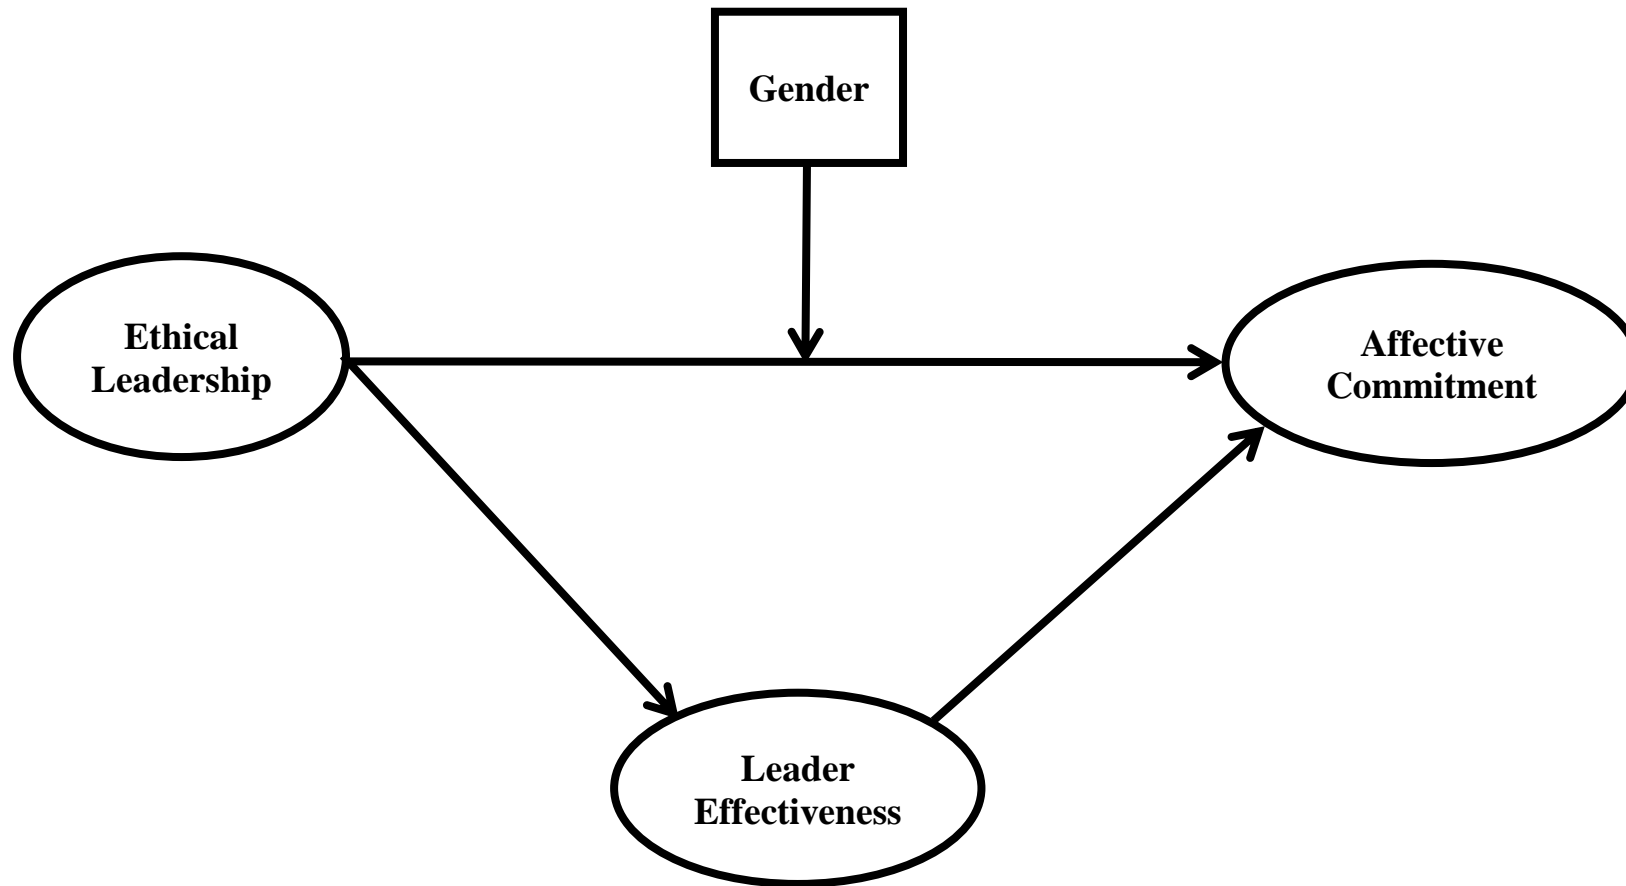 Gender
Ethical
Leadership
Affective
Commitment
Leader
Effectiveness